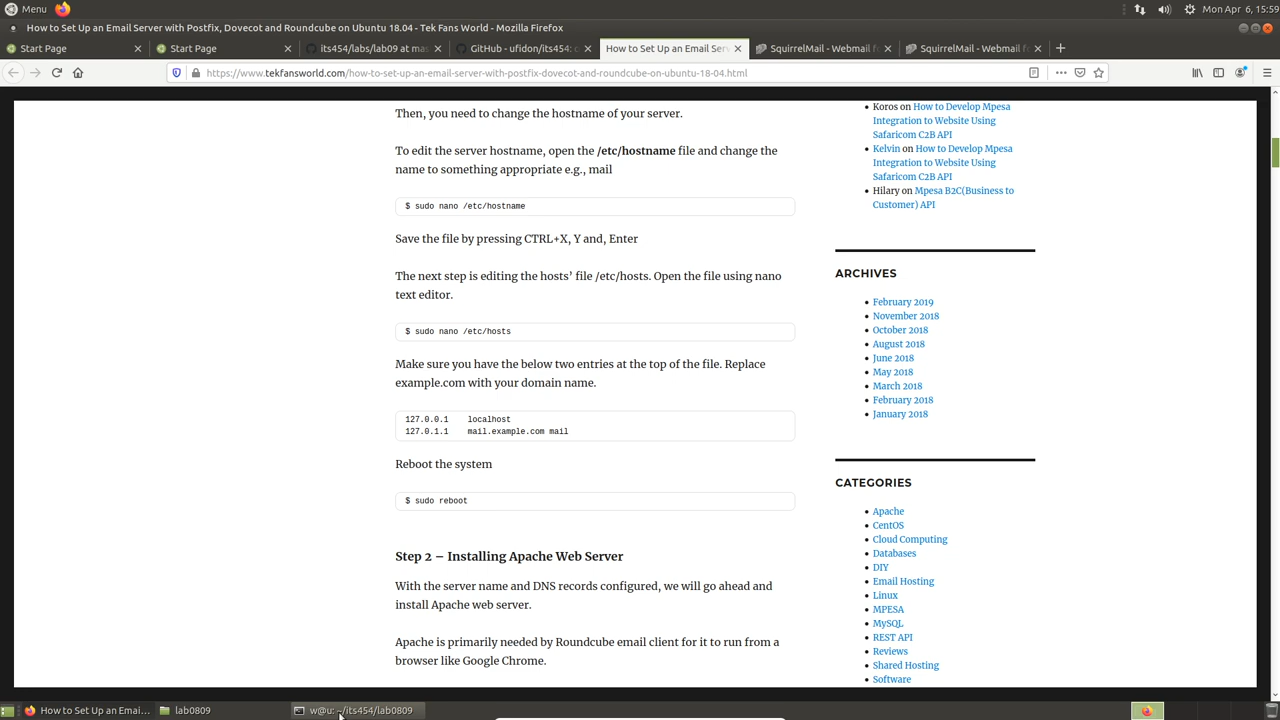 Menu
Mon Apr 6, 15:59
How to Set Up an Email Server with Postfix, Dovecot and Roundcube on Ubuntu 18.04 - Tek Fans World - Mozilla Firefox
Start Page
Start Page
its454/labs/lab09 at mas
GitHub - ufidon/its454: c
How to Set Up an Email Serv
SquirrelMail - Webmail fo
SquirrelMail - Webmail fo
https://www.tekfansworld.com/how-to-set-up-an-email-server-with-postfix-dovecot-and-roundcube-on-ubuntu-18-04.html
Then, you need to change the hostname of your server.
To edit the server hostname, open the /etc/hostname file and change the
name to something appropriate e.g., mail
$ sudo nano /etc/hostname
Save the file by pressing CTRL+X, Y and, Enter
The next step is editing the hosts’ file /etc/hosts. Open the file using nano
text editor.
$ sudo nano /etc/hosts
Make sure you have the below two entries at the top of the file. Replace
example.com with your domain name.
127.0.0.1 localhost
127.0.1.1 mail.example.com mail
Reboot the system
$ sudo reboot
Step 2 – Installing Apache Web Server
With the server name and DNS records configured, we will go ahead and
install Apache web server.
Apache is primarily needed by Roundcube email client for it to run from a
browser like Google Chrome.
Koros on How to Develop Mpesa
Integration to Website Using
Safaricom C2B API
Kelvin on How to Develop Mpesa
Integration to Website Using
Safaricom C2B API
Hilary on Mpesa B2C(Business to
Customer) API
ARCHIVES
February 2019
November 2018
October 2018
August 2018
June 2018
May 2018
March 2018
February 2018
January 2018
CATEGORIES
Apache
CentOS
Cloud Computing
Databases
DIY
Email Hosting
Linux
MPESA
MySQL
REST API
Reviews
Shared Hosting
Software
How to Set Up an Emai...
lab0809
w@u: ~/its454/lab0809